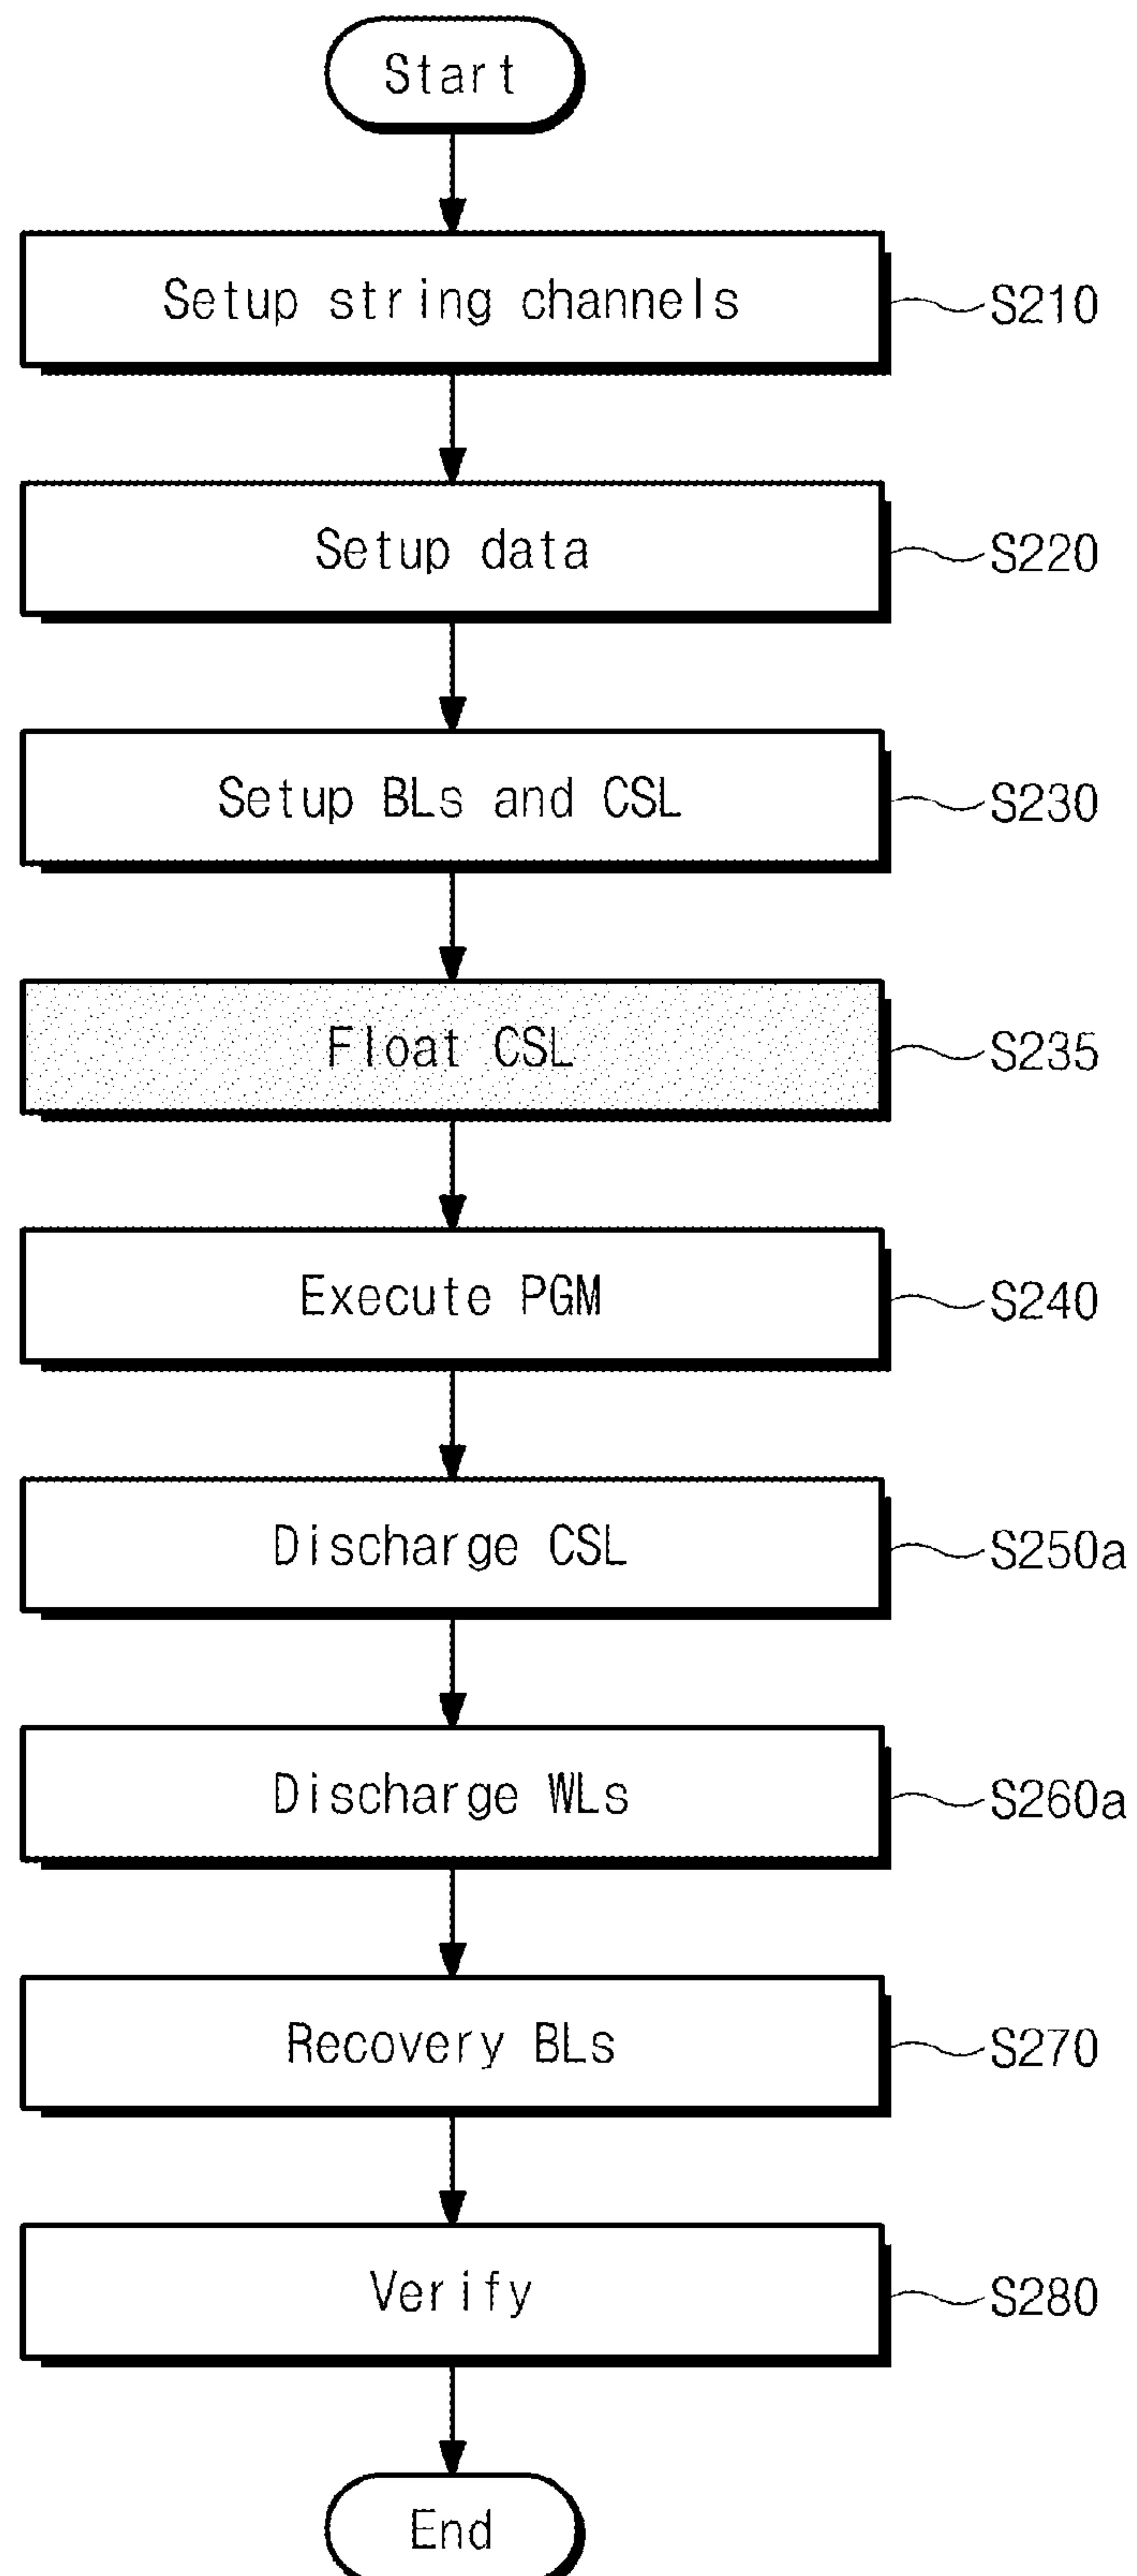 Start
Setup string channels
S210
Setup data
S220
Setup BLs and CSL
S230
Float CSL
S235
Execute PGM
S240
Discharge CSL
S250a
Discharge WLs
S260a
Recovery BLs
S270
Verify
S280
End